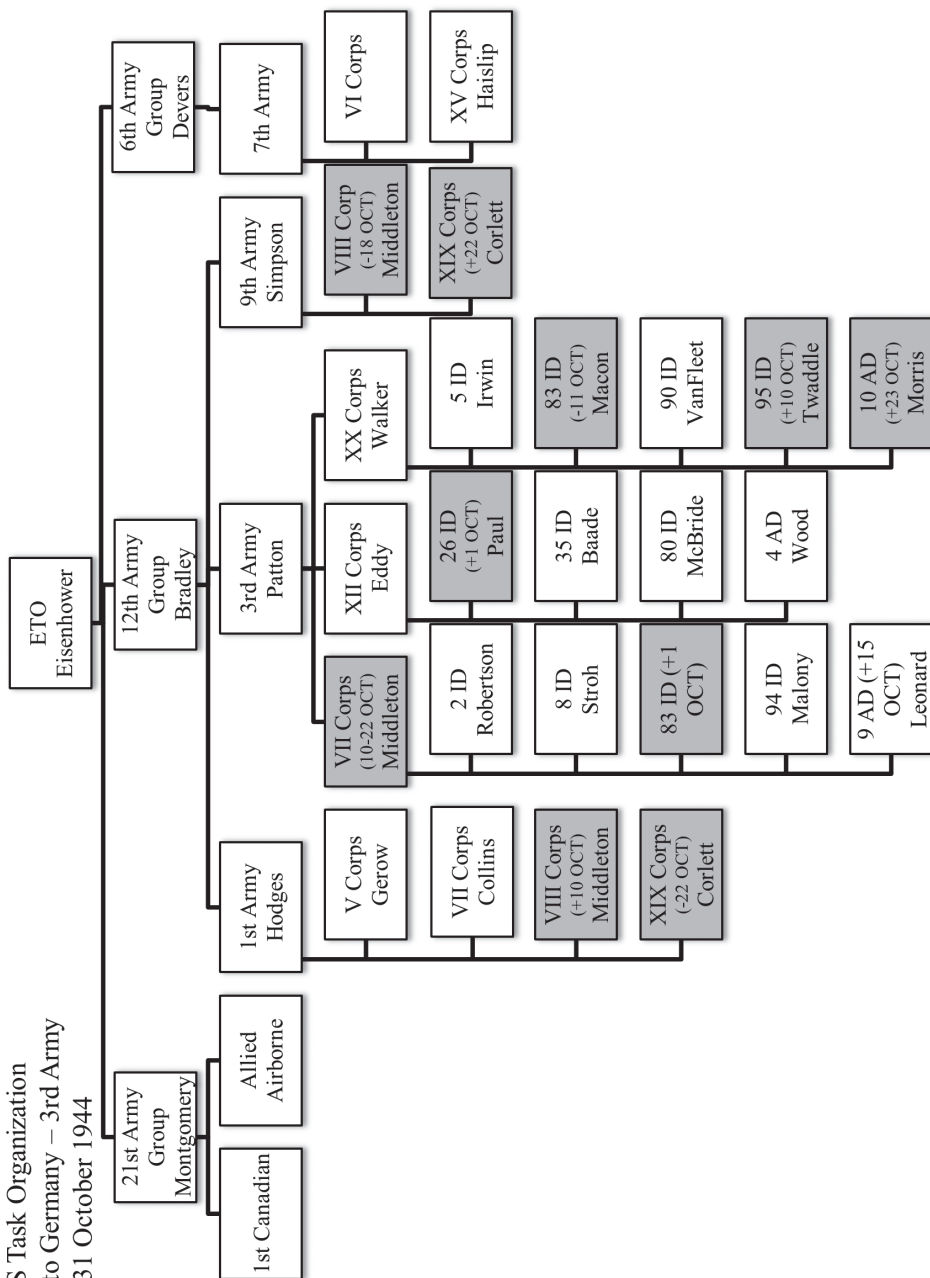 S Task Organization
to Germany – 3rd Army
31 October 1944
ETO
Eisenhower
21st Army
Group
Montgomery
12th Army
Group
Bradley
6th Army
Group
Devers
1st Canadian
Allied
Airborne
1st Army
Hodges
3rd Army
Patton
9th Army
Simpson
7th Army
V Corps
Gerow
VII Corps
Collins
VIII Corps
(+10 OCT)
Middleton
XIX Corps
(-22 OCT)
Corlett
VII Corps
(10-22 OCT)
Middleton
2 ID
Robertson
8 ID
Stroh
83 ID (+1
OCT)
94 ID
Malony
9 AD (+15
OCT)
Leonard
XII Corps
Eddy
26 ID
(+1 OCT)
Paul
35 ID
Baade
80 ID
McBride
4 AD
Wood
XX Corps
Walker
5 ID
Irwin
83 ID
(-11 OCT)
Macon
90 ID
VanFleet
95 ID
(+10 OCT)
Twaddle
10 AD
(+23 OCT)
Morris
VIII Corp
(-18 OCT)
Middleton
XIX Corps
(+22 OCT)
Corlett
VI Corps
XV Corps
Haislip